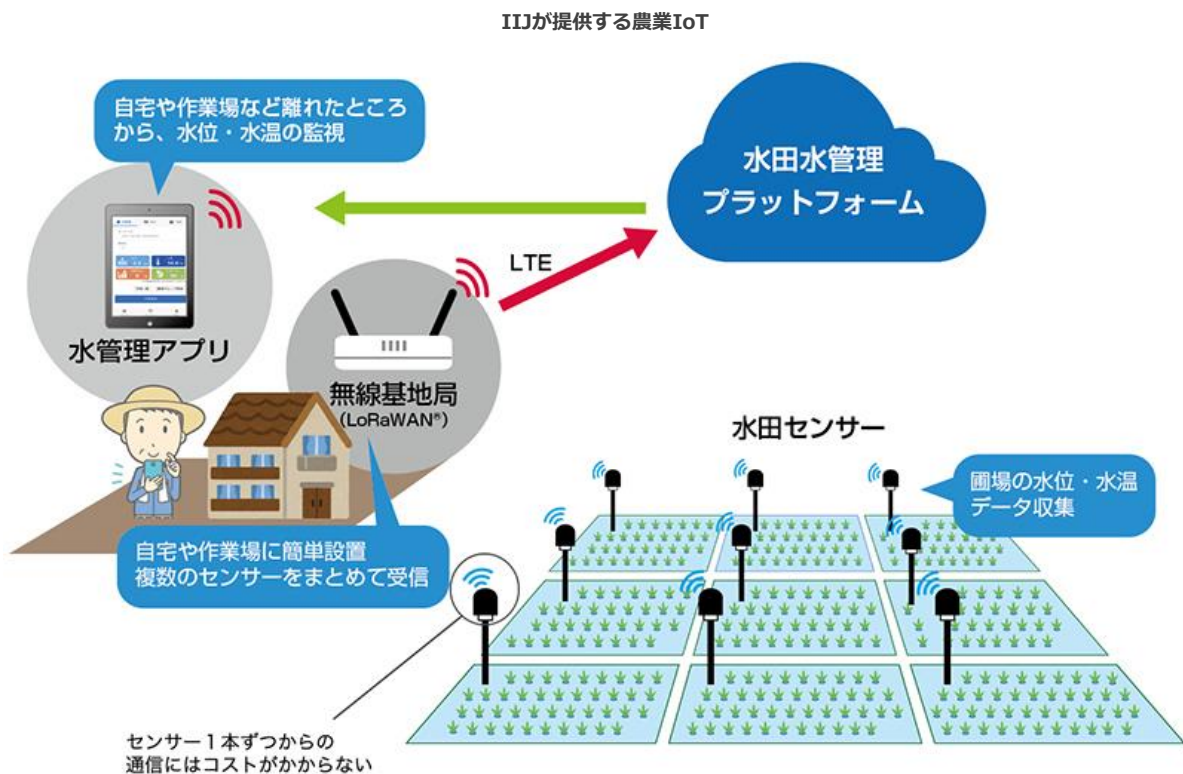 IIJが提供する農業IoT
自宅や作業場など離れたところ
から、水位・水温の監視
水田水管理
プラットフォーム
LTE
水管理アプリ
無線基地局
(LoRaWAN®)
水田センサー
圃場の水位・水温
データ収集
自宅や作業場に簡単設置
複数のセンサーをまとめて受信
センサー1本ずつからの
通信にはコストがかからない